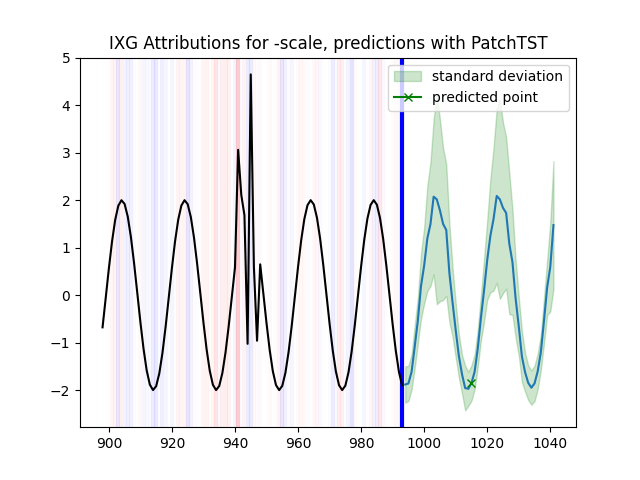 IXG Attributions for -scale, predictions with PatchTST
5
4
3
2
1
0
−1
−2
standard deviation
predicted point
900 920 940 960 980 1000 1020 1040